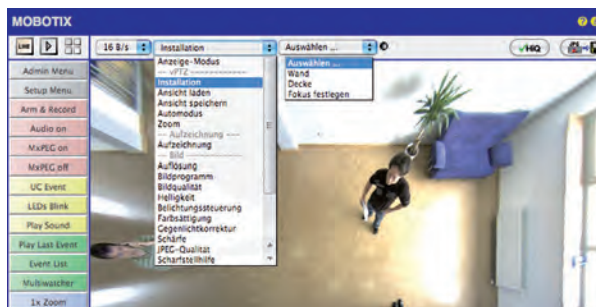 MOBOTIX
LIVE
16 B/s
Installation
Auswählen ...
HiQ
Admin Menu
Setup Menu
Arm & Record
Audio on
MxPEG on
MxPEG off
UC Event
LEDs Blink
Play Sound
Play Last Event
Event List
Multiwatcher
1x Zoom
Anzeige-Modus
--- vPTZ ---------------
Installation
Ansicht laden
Ansicht speichern
Automodus
Zoom
--- Aufzeichnung ----
Aufzeichnung
--- Bild ---------------
Auflösung
Bildprogramm
Bildqualität
Helligkeit
Belichtungssteuerung
Farbsättigung
Gegenlichtkorrektur
Schärfe
JPEG-Qualität
Scharfstellhilfe
Auswählen ...
Wand
Decke
Fokus festlegen